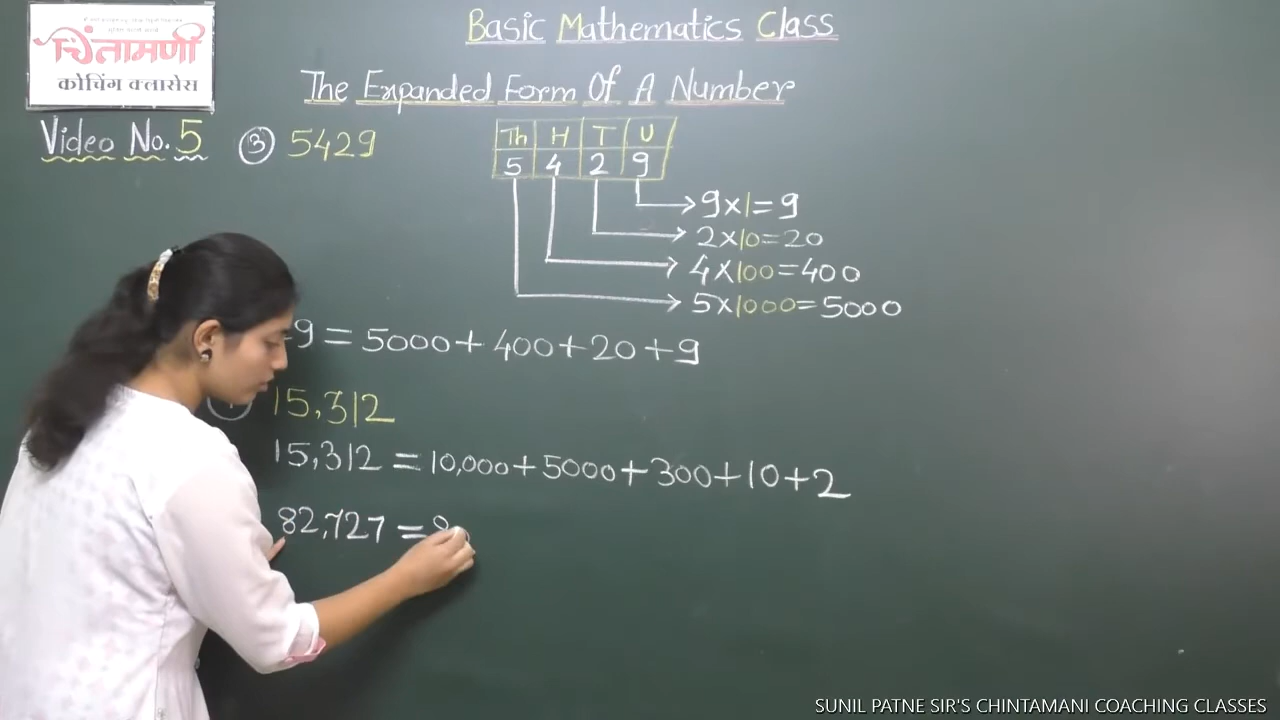 चिंतामणी
कोचिंग क्लासेस
Basic Mathematics Class
The Expanded Form Of A Number
Video No. 5
③ 5429
Th H T U
5 4 2 9
9×1=9
2×10=20
4×100=400
5×1000=5000
9=5000+400+20+9
15,312
15,312=10,000+5000+300+10+2
82,727=8
SUNIL PATNE SIR'S CHINTAMANI COACHING CLASSES